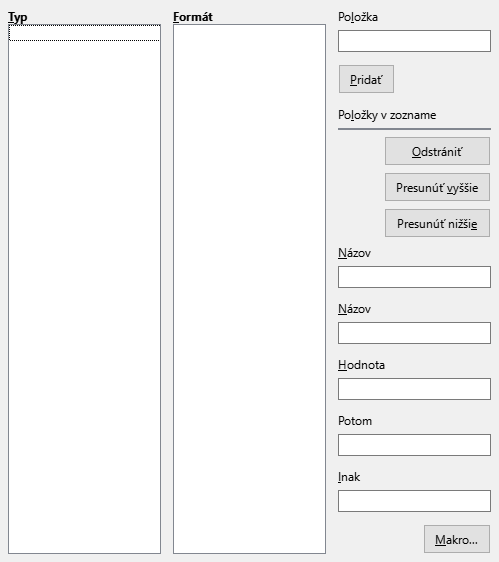 Typ
Formát
Položka
Pridať
Položky v zozname
Odstrániť
Presunúť vyššie
Presunúť nižšie
Názov
Názov
Hodnota
Potom
Inak
Makro...